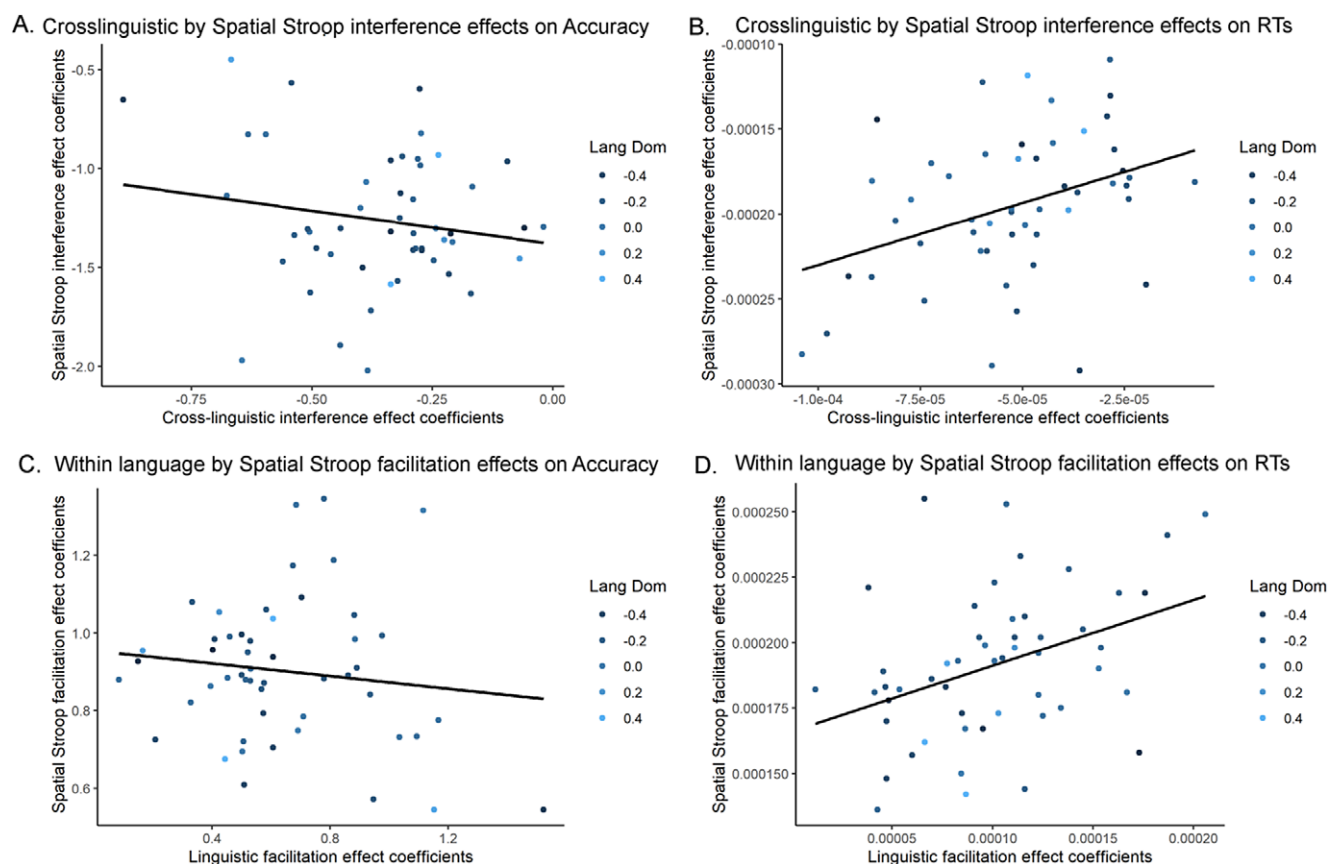 A. Crosslinguistic by Spatial Stroop interference effects on Accuracy
Spatial Stroop interference effect coefficients
-0.5
-1.0
-1.5
-2.0
-0.75
-0.50
-0.25
0.00
Cross-linguistic interference effect coefficients
Lang Dom
-0.4
-0.2
0.0
0.2
0.4
B. Crosslinguistic by Spatial Stroop interference effects on RTs
Spatial Stroop interference effect coefficients
-0.00010
-0.00015
-0.00020
-0.00025
-0.00030
-1.0e-04
-7.5e-05
-5.0e-05
-2.5e-05
Cross-linguistic interference effect coefficients
Lang Dom
-0.4
-0.2
0.0
0.2
0.4
C. Within language by Spatial Stroop facilitation effects on Accuracy
Spatial Stroop facilitation effect coefficients
1.2
1.0
0.8
0.6
0.4
0.8
1.2
Linguistic facilitation effect coefficients
Lang Dom
-0.4
-0.2
0.0
0.2
0.4
D. Within language by Spatial Stroop facilitation effects on RTs
Spatial Stroop facilitation effect coefficients
0.000250
0.000225
0.000200
0.000175
0.000150
0.00005
0.00010
0.00015
0.00020
Linguistic facilitation effect coefficients
Lang Dom
-0.4
-0.2
0.0
0.2
0.4